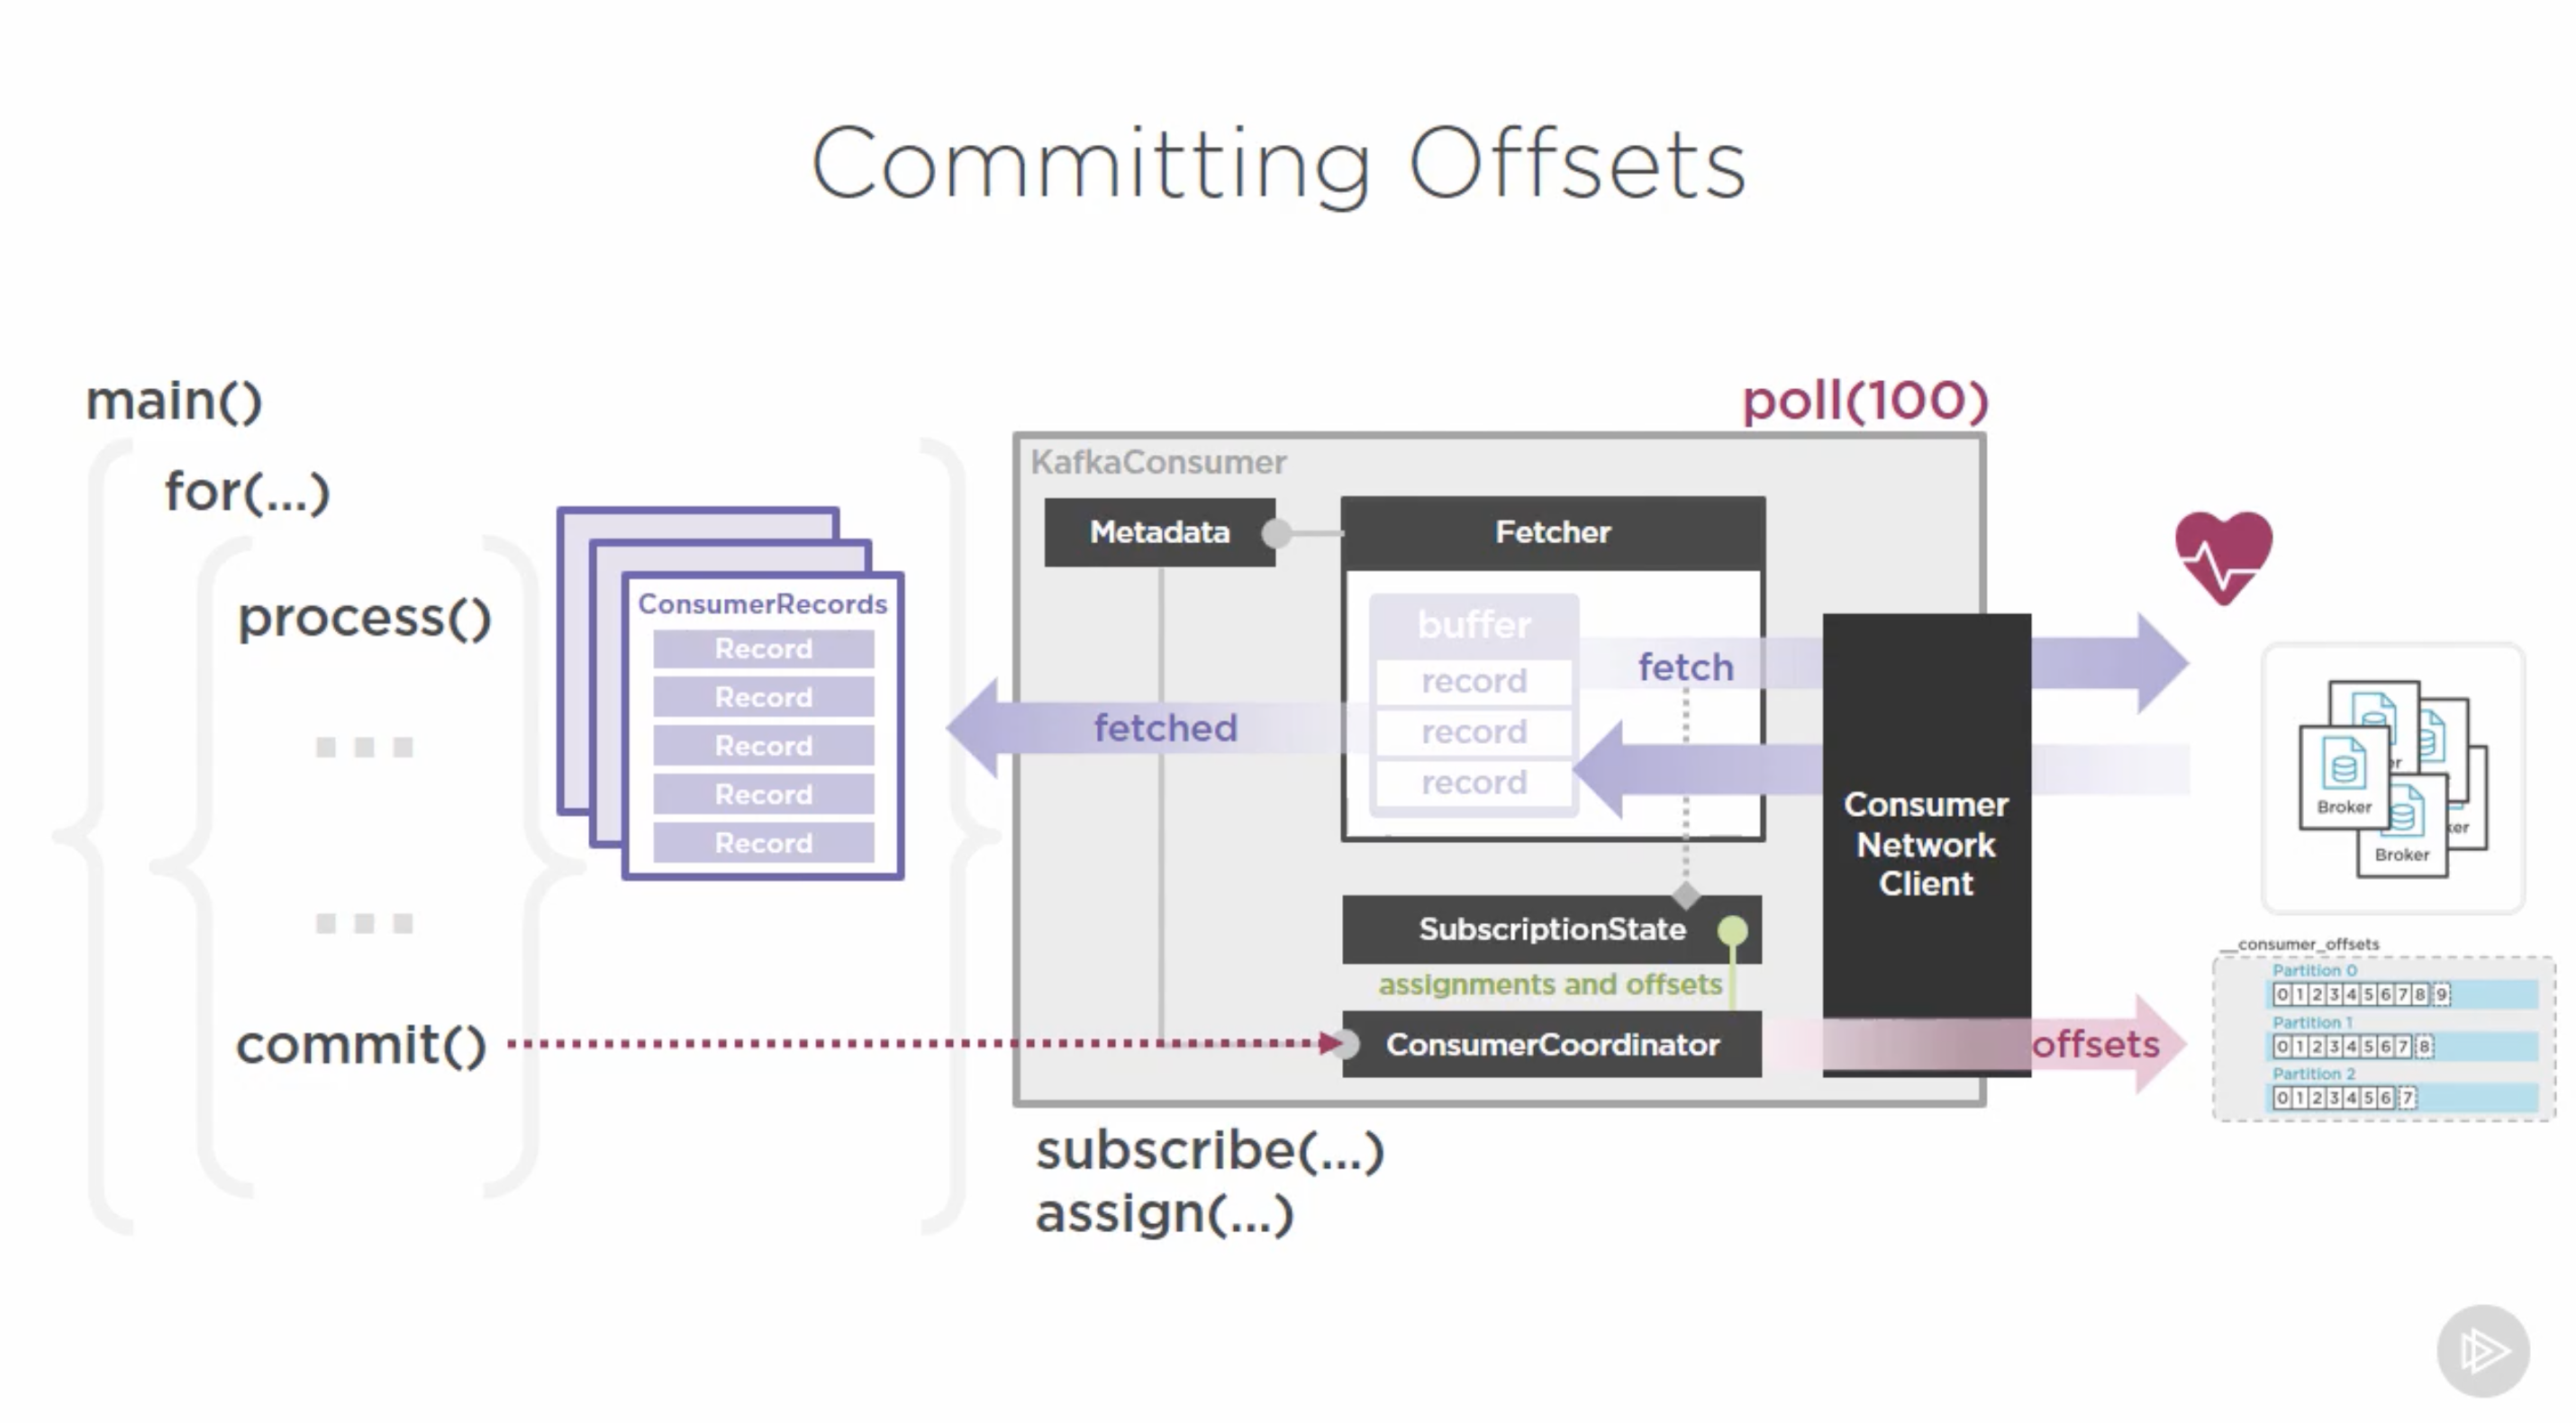 Committing Offsets
main()
for(...)
process()
commit()
ConsumerRecords
Record
Record
Record
Record
Record
poll(100)
KafkaConsumer
Metadata
Fetcher
buffer
record
record
record
fetch
fetched
SubscriptionState
assignments and offsets
ConsumerCoordinator
Consumer
Network
Client
offsets
subscribe(...)
assign(...)
er
Broker
ker
Broker
__consumer_offsets
Partition 0
0 1 2 3 4 5 6 7 8 9
Partition 1
0 1 2 3 4 5 6 7 8
Partition 2
0 1 2 3 4 5 6 7